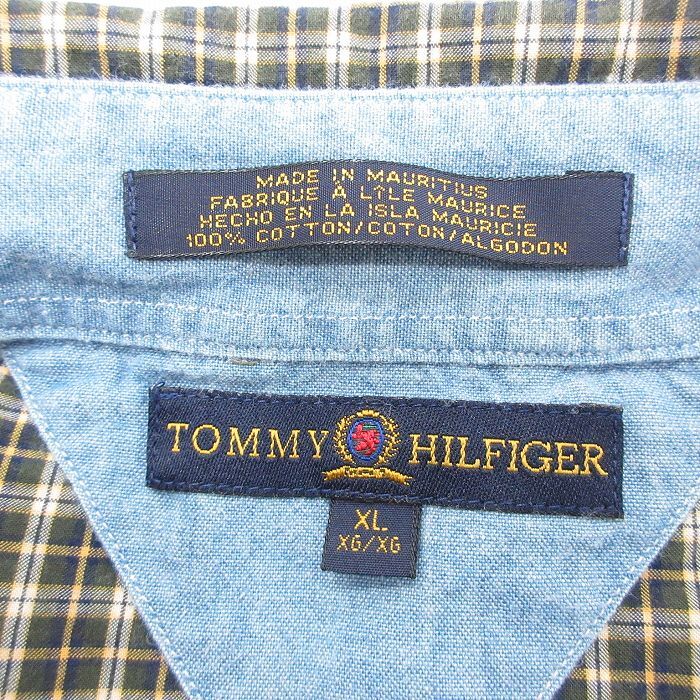 MADE IN MAURITIUS
FABRIQUE À L'ÎLE MAURICE
HECHO EN LA ISLA MAURICIE
100% COTTON/COTON/ALGODON
TOMMY HILFIGER
XL
XG/XG